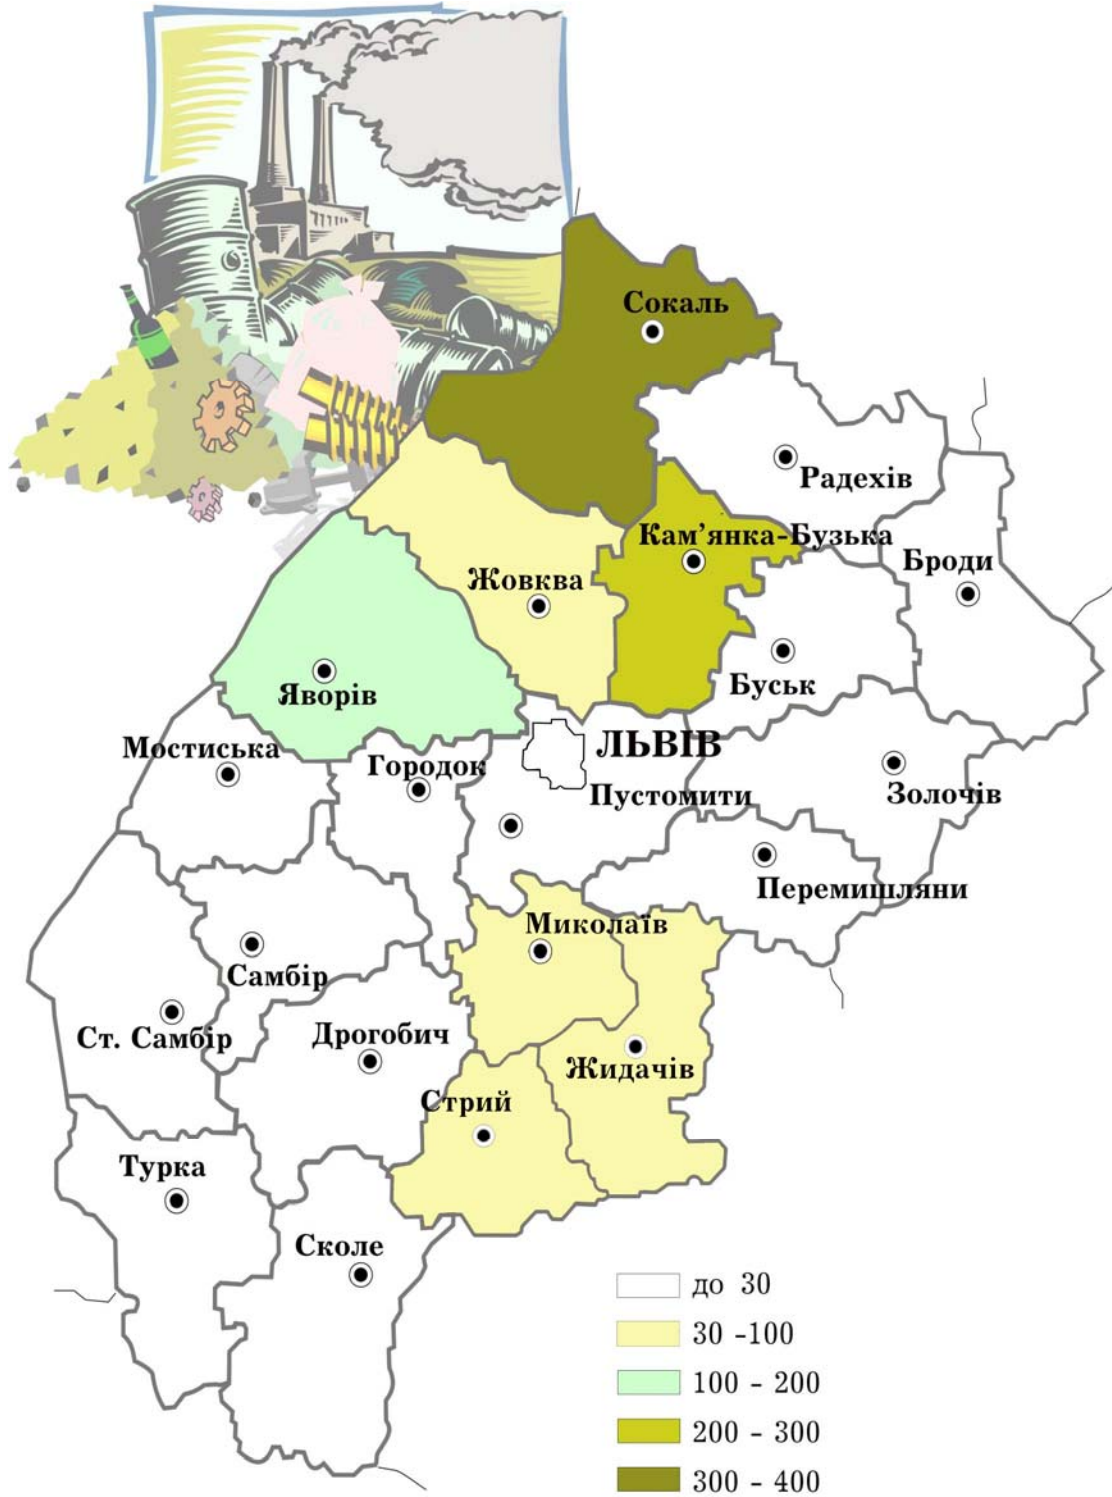 Сокаль
Радехів
Кам’янка-Бузька
Броди
Жовква
Буськ
Яворів
ЛЬВІВ
Мостиська
Городок
Пустомити
Золочів
Перемишляни
Миколаїв
Самбір
Ст. Самбір
Дрогобич
Жидачів
Стрий
Турка
Сколе
до 30
30 -100
100 - 200
200 - 300
300 - 400